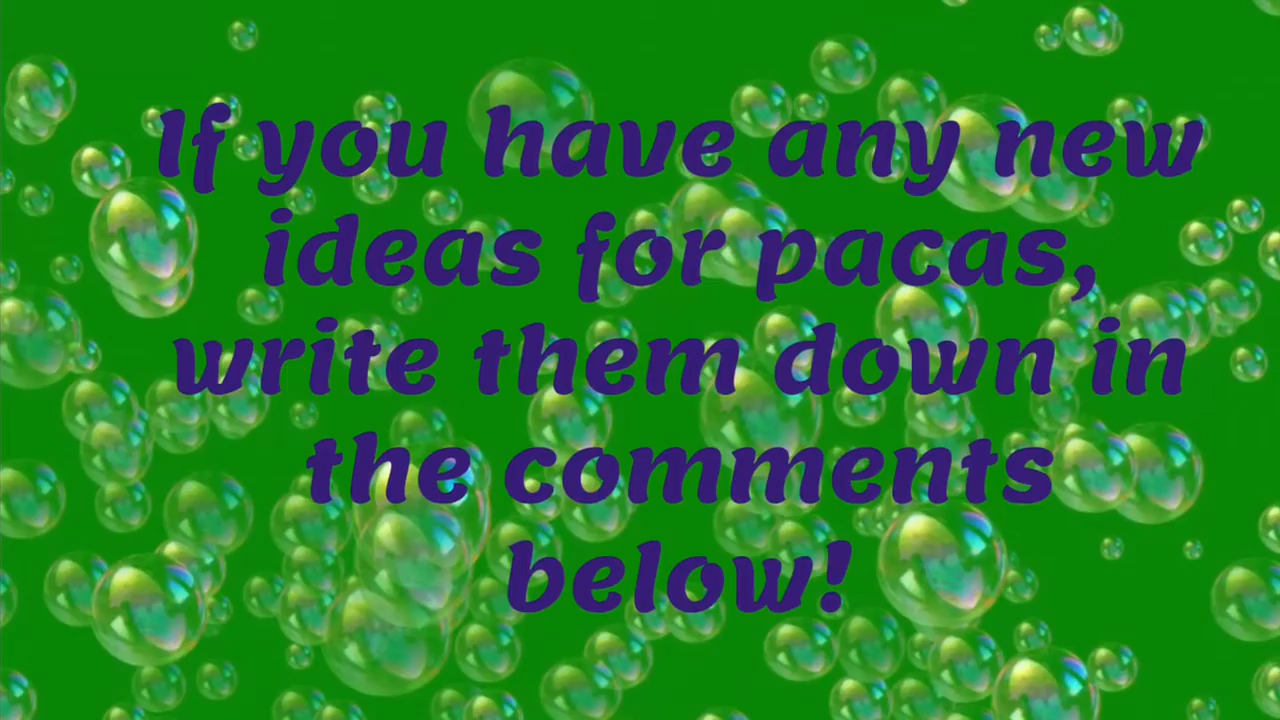 If you have any new
ideas for pacas,
write them down in
the comments
below!